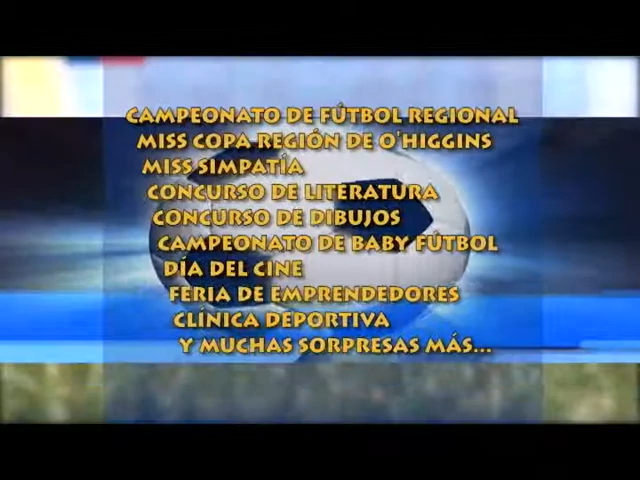 CAMPEONATO DE FÚTBOL REGIONAL
MISS COPA REGIÓN DE O'HIGGINS
MISS SIMPATÍA
CONCURSO DE LITERATURA
CONCURSO DE DIBUJOS
CAMPEONATO DE BABY FÚTBOL
DÍA DEL CINE
FERIA DE EMPRENDEDORES
CLÍNICA DEPORTIVA
Y MUCHAS SORPRESAS MÁS...